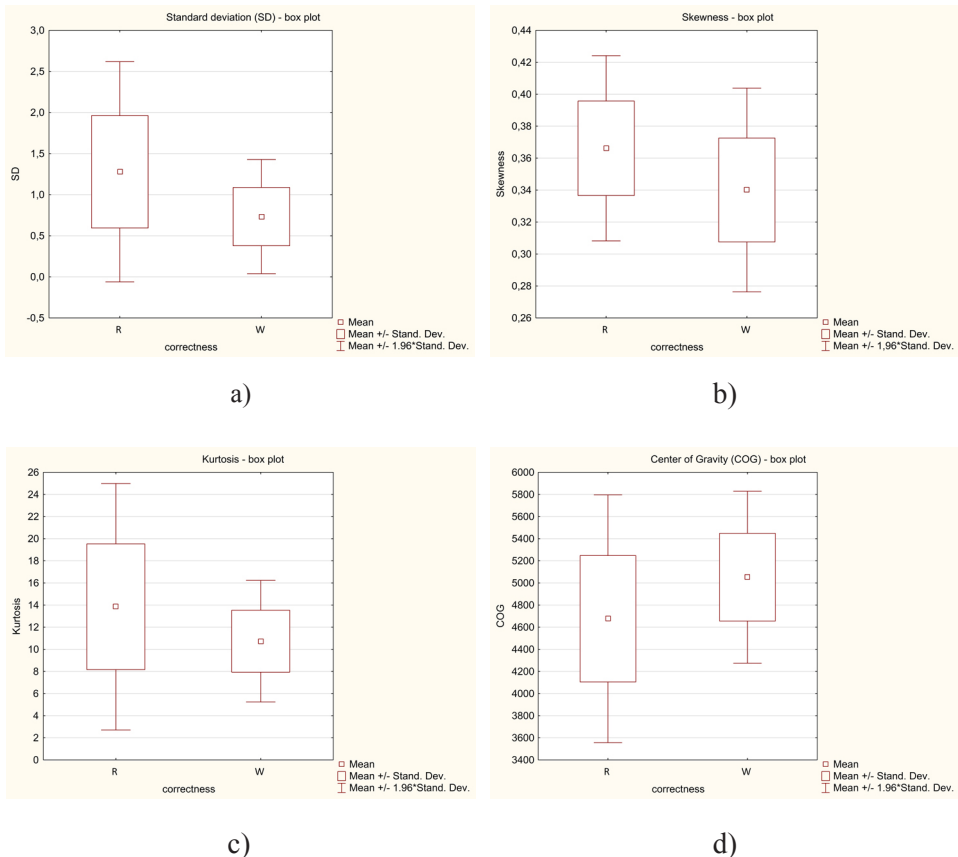 Standard deviation (SD) - box plot
3,0
2,5
2,0
1,5
1,0
0,5
0,0
-0,5
SD
R
W
correctness
Mean
Mean +/- Stand. Dev.
Mean +/- 1.96*Stand. Dev.
a)
Skewness - box plot
0,44
0,42
0,40
0,38
0,36
0,34
0,32
0,30
0,28
0,26
Skewness
R
W
correctness
Mean
Mean +/- Stand. Dev.
Mean +/- 1,96*Stand. Dev.
b)
Kurtosis - box plot
26
24
22
20
18
16
14
12
10
8
6
4
2
0
Kurtosis
R
W
correctness
Mean
Mean +/- Stand. Dev.
Mean +/- 1.96*Stand. Dev.
c)
Center of Gravity (COG) - box plot
6000
5800
5600
5400
5200
5000
4800
4600
4400
4200
4000
3800
3600
3400
COG
R
W
correctness
Mean
Mean +/- Stand. Dev.
Mean +/- 1.96*Stand. Dev.
d)